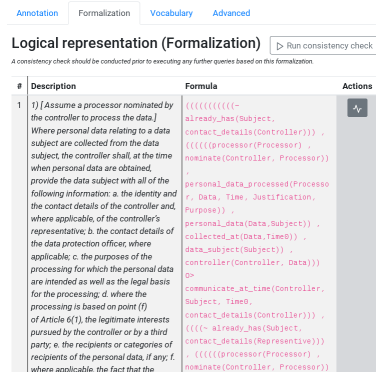 Annotation Formalization Vocabulary Advanced
Logical representation (Formalization)
Run consistency check
A consistency check should be conducted prior to executing any further queries based on this formalization.
# Description Formula Actions
1
1) [ Assume a processor nominated by
the controller to process the data.]
Where personal data relating to a data
subject are collected from the data
subject, the controller shall, at the time
when personal data are obtained,
provide the data subject with all of the
following information: a. the identity and
the contact details of the controller and,
where applicable, of the controller's
representative; b. the contact details
of the data protection officer, where
applicable; c. the purposes of the
processing for which the personal data
are intended as well as the legal basis
for the processing; d. where the
processing is based on point (f)
of Article 6(1), the legitimate interests
pursued by the controller or by a third
party; e. the recipients or categories of
recipients of the personal data, if any; f.
where applicable, the fact that the
(((((((((((~
already_has(Subject,
contact_details(Controller))) ,
((((((processor(Processor) ,
nominate(Controller, Processor))
,
personal_data_processed(Processo
r, Data, Time, Justification,
Purpose)) ,
personal_data(Data,Subject)) ,
collected_at(Data,Time0)) ,
data_subject(Subject)) ,
controller(Controller, Data)))
O>
communicate_at_time(Controller,
Subject, Time0,
contact_details(Controller))) ,
((((~ already_has(Subject,
contact_details(Representative)))
, ((((((processor(Processor) ,
nominate(Controller, Processor))